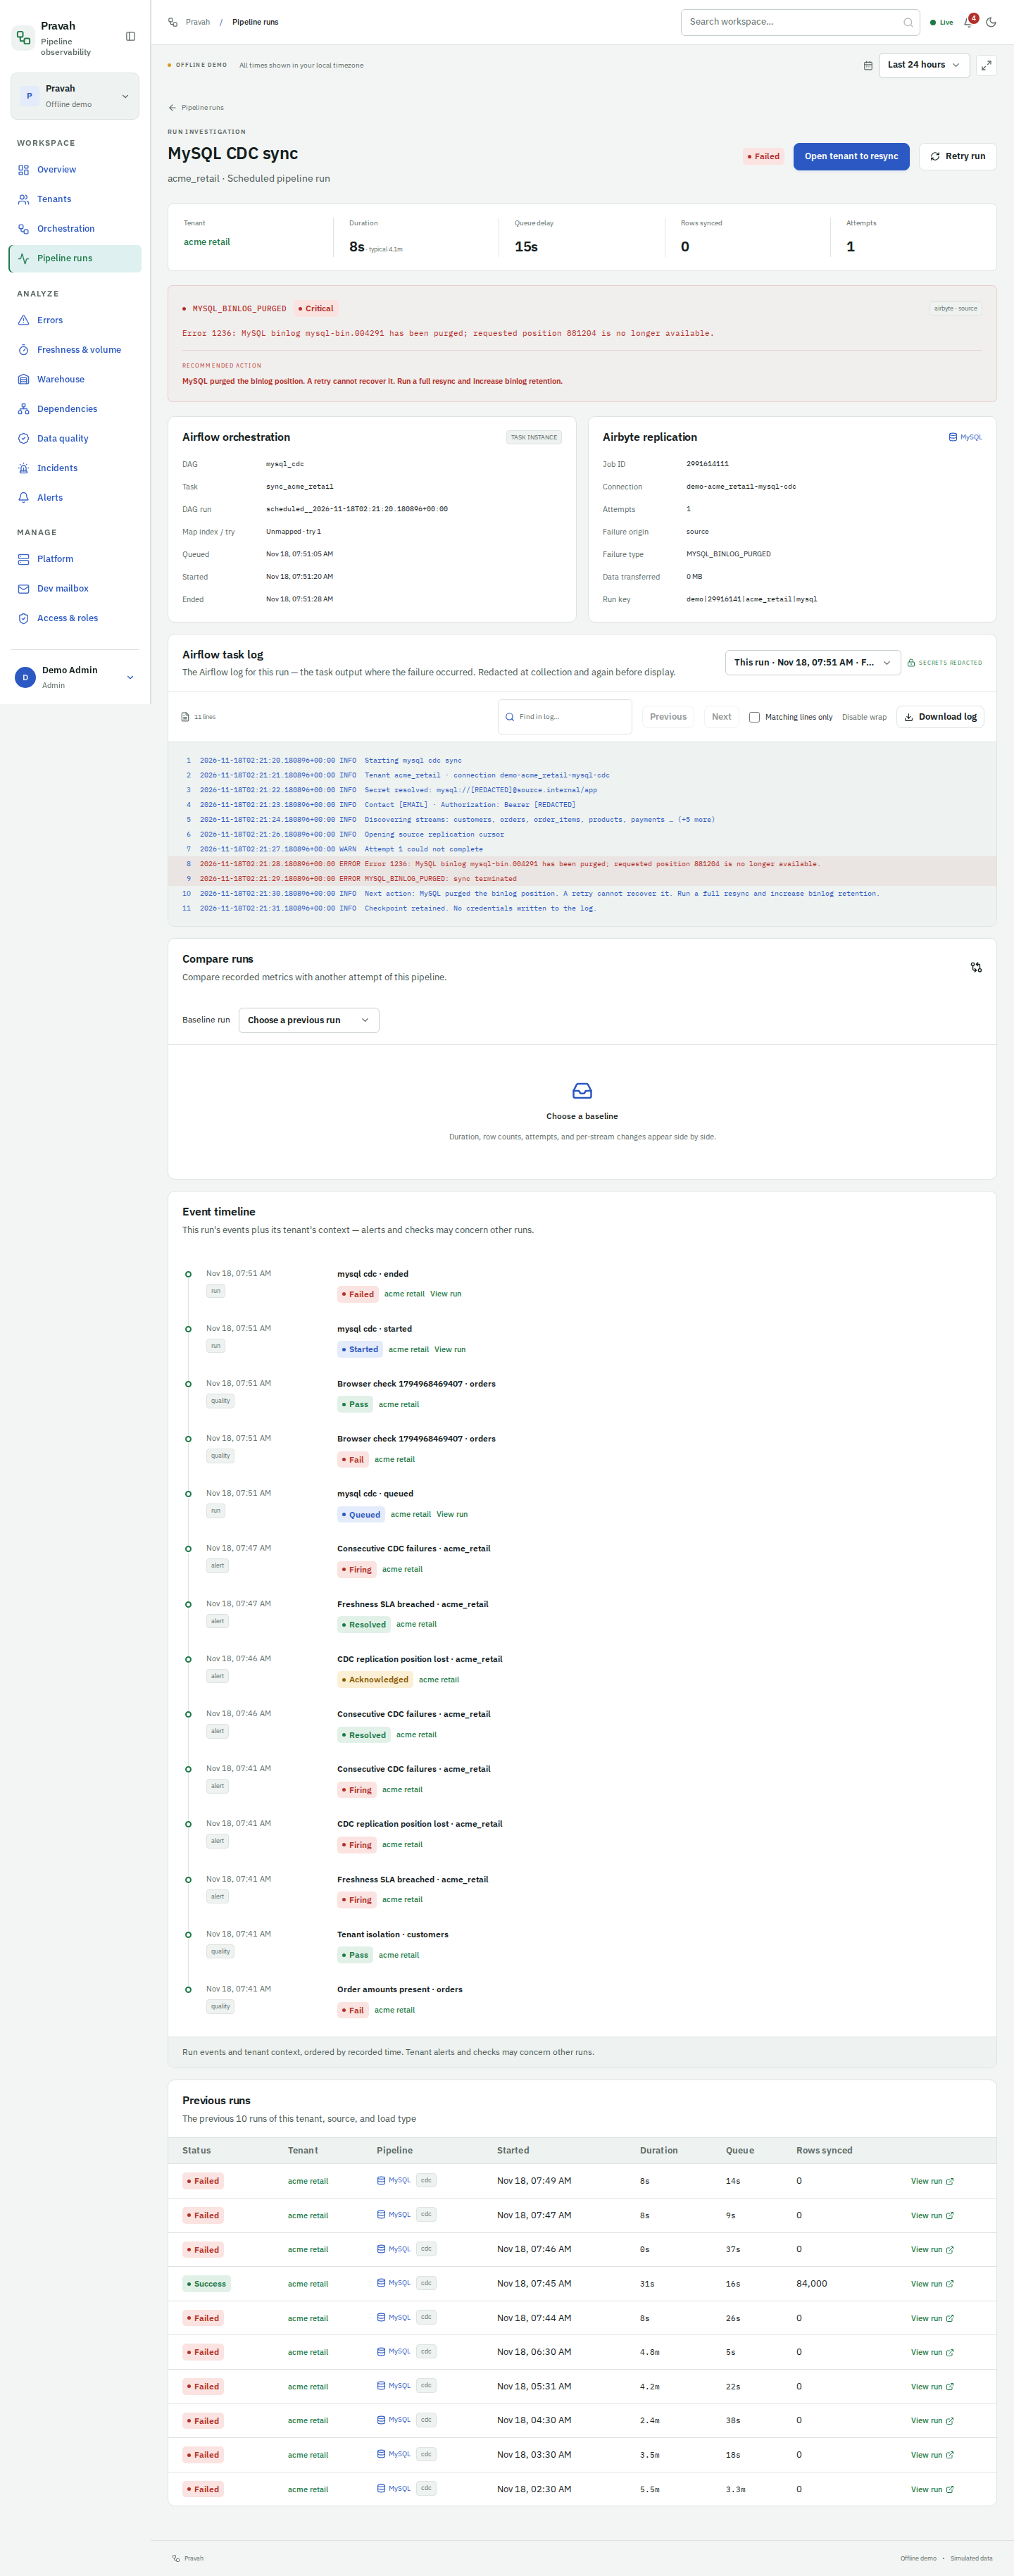 Pravah
Pipeline
observability
P
Pravah
Offline demo
WORKSPACE
Overview
Tenants
Orchestration
Pipeline runs
ANALYZE
Errors
Freshness & volume
Warehouse
Dependencies
Data quality
Incidents
Alerts
MANAGE
Platform
Dev mailbox
Access & roles
D
Demo Admin
Admin
Pravah / Pipeline runs
Search workspace...
Live
4
OFFLINE DEMO All times shown in your local timezone
Last 24 hours
Pipeline runs
RUN INVESTIGATION
MySQL CDC sync
acme_retail · Scheduled pipeline run
Failed
Open tenant to resync
Retry run
Tenant
acme retail
Duration
8s · typical 4.1m
Queue delay
15s
Rows synced
0
Attempts
1
MYSQL_BINLOG_PURGED Critical
airbyte · source
Error 1236: MySQL binlog mysql-bin.004291 has been purged; requested position 881204 is no longer available.
RECOMMENDED ACTION
MySQL purged the binlog position. A retry cannot recover it. Run a full resync and increase binlog retention.
Airflow orchestration
TASK INSTANCE
DAG mysql_cdc
Task sync_acme_retail
DAG run scheduled__2026-11-18T02:21:20.180896+00:00
Map index / try Unmapped · try 1
Queued Nov 18, 07:51:05 AM
Started Nov 18, 07:51:20 AM
Ended Nov 18, 07:51:28 AM
Airbyte replication
MySQL
Job ID 2991614111
Connection demo-acme_retail-mysql-cdc
Attempts 1
Failure origin source
Failure type MYSQL_BINLOG_PURGED
Data transferred 0 MB
Run key demo|29916141|acme_retail|mysql
Airflow task log
The Airflow log for this run — the task output where the failure occurred. Redacted at collection and again before display.
This run · Nov 18, 07:51 AM · F...
SECRETS REDACTED
11 lines
Find in log...
Previous
Next
Matching lines only
Disable wrap
Download log
1 2026-11-18T02:21:20.180896+00:00 INFO Starting mysql cdc sync
2 2026-11-18T02:21:21.180896+00:00 INFO Tenant acme_retail · connection demo-acme_retail-mysql-cdc
3 2026-11-18T02:21:22.180896+00:00 INFO Secret resolved: mysql://[REDACTED]@source.internal/app
4 2026-11-18T02:21:23.180896+00:00 INFO Contact [EMAIL] · Authorization: Bearer [REDACTED]
5 2026-11-18T02:21:24.180896+00:00 INFO Discovering streams: customers, orders, order_items, products, payments … (+5 more)
6 2026-11-18T02:21:26.180896+00:00 INFO Opening source replication cursor
7 2026-11-18T02:21:27.180896+00:00 WARN Attempt 1 could not complete
8 2026-11-18T02:21:28.180896+00:00 ERROR Error 1236: MySQL binlog mysql-bin.004291 has been purged; requested position 881204 is no longer available.
9 2026-11-18T02:21:29.180896+00:00 ERROR MYSQL_BINLOG_PURGED: sync terminated
10 2026-11-18T02:21:30.180896+00:00 INFO Next action: MySQL purged the binlog position. A retry cannot recover it. Run a full resync and increase binlog retention.
11 2026-11-18T02:21:31.180896+00:00 INFO Checkpoint retained. No credentials written to the log.
Compare runs
Compare recorded metrics with another attempt of this pipeline.
Baseline run
Choose a previous run
Choose a baseline
Duration, row counts, attempts, and per-stream changes appear side by side.
Event timeline
This run's events plus its tenant's context — alerts and checks may concern other runs.
Nov 18, 07:51 AM mysql cdc · ended
run Failed acme retail View run
Nov 18, 07:51 AM mysql cdc · started
run Started acme retail View run
Nov 18, 07:51 AM Browser check 1794968469407 · orders
quality Pass acme retail
Nov 18, 07:51 AM Browser check 1794968469407 · orders
quality Fail acme retail
Nov 18, 07:51 AM mysql cdc · queued
run Queued acme retail View run
Nov 18, 07:47 AM Consecutive CDC failures · acme_retail
alert Firing acme retail
Nov 18, 07:47 AM Freshness SLA breached · acme_retail
alert Resolved acme retail
Nov 18, 07:46 AM CDC replication position lost · acme_retail
alert Acknowledged acme retail
Nov 18, 07:46 AM Consecutive CDC failures · acme_retail
alert Resolved acme retail
Nov 18, 07:41 AM Consecutive CDC failures · acme_retail
alert Firing acme retail
Nov 18, 07:41 AM CDC replication position lost · acme_retail
alert Firing acme retail
Nov 18, 07:41 AM Freshness SLA breached · acme_retail
alert Firing acme retail
Nov 18, 07:41 AM Tenant isolation · customers
quality Pass acme retail
Nov 18, 07:41 AM Order amounts present · orders
quality Fail acme retail
Run events and tenant context, ordered by recorded time. Tenant alerts and checks may concern other runs.
Previous runs
The previous 10 runs of this tenant, source, and load type
Status Tenant Pipeline Started Duration Queue Rows synced
Failed acme retail MySQL cdc Nov 18, 07:49 AM 8s 14s 0 View run
Failed acme retail MySQL cdc Nov 18, 07:47 AM 8s 9s 0 View run
Failed acme retail MySQL cdc Nov 18, 07:46 AM 0s 37s 0 View run
Success acme retail MySQL cdc Nov 18, 07:45 AM 31s 16s 84,000 View run
Failed acme retail MySQL cdc Nov 18, 07:44 AM 8s 26s 0 View run
Failed acme retail MySQL cdc Nov 18, 06:30 AM 4.8m 5s 0 View run
Failed acme retail MySQL cdc Nov 18, 05:31 AM 4.2m 22s 0 View run
Failed acme retail MySQL cdc Nov 18, 04:30 AM 2.4m 38s 0 View run
Failed acme retail MySQL cdc Nov 18, 03:30 AM 3.5m 18s 0 View run
Failed acme retail MySQL cdc Nov 18, 02:30 AM 5.5m 3.3m 0 View run
Pravah
Offline demo • Simulated data